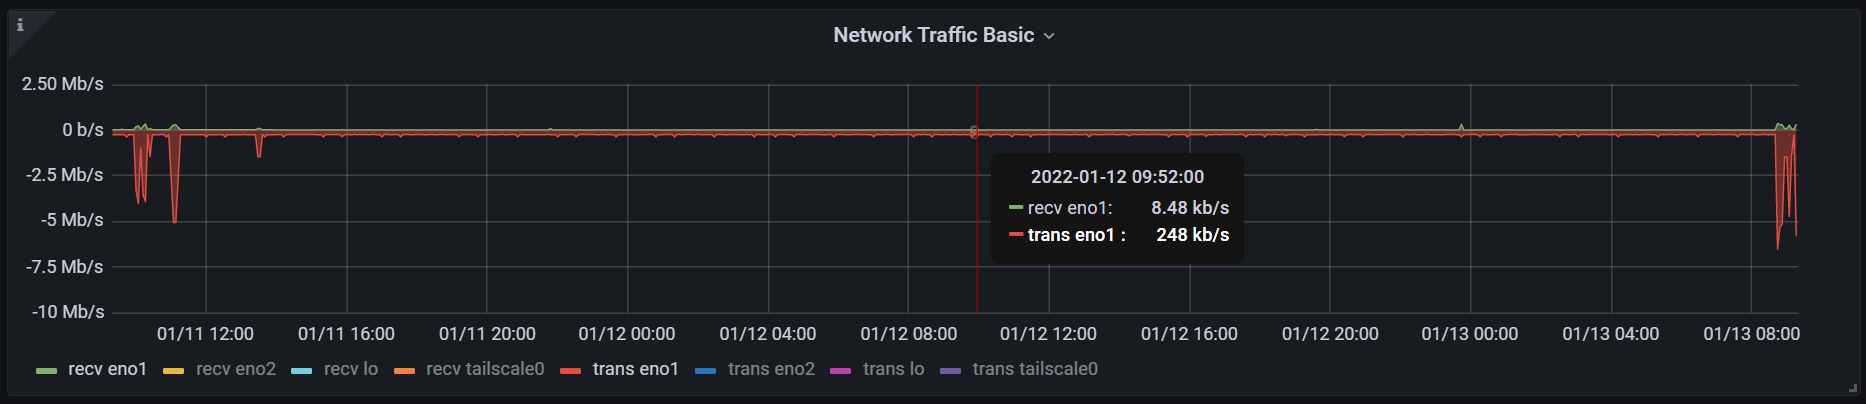 Network Traffic Basic
2.50 Mb/s
0 b/s
-2.5 Mb/s
-5 Mb/s
-7.5 Mb/s
-10 Mb/s
2022-01-12 09:52:00
recv eno1: 8.48 kb/s
trans eno1 : 248 kb/s
01/11 12:00 01/11 16:00 01/11 20:00 01/12 00:00 01/12 04:00 01/12 08:00 01/12 12:00 01/12 16:00 01/12 20:00 01/13 00:00 01/13 04:00 01/13 08:00
recv eno1 recv eno2 recv lo recv tailscale0 trans eno1 trans eno2 trans lo trans tailscale0